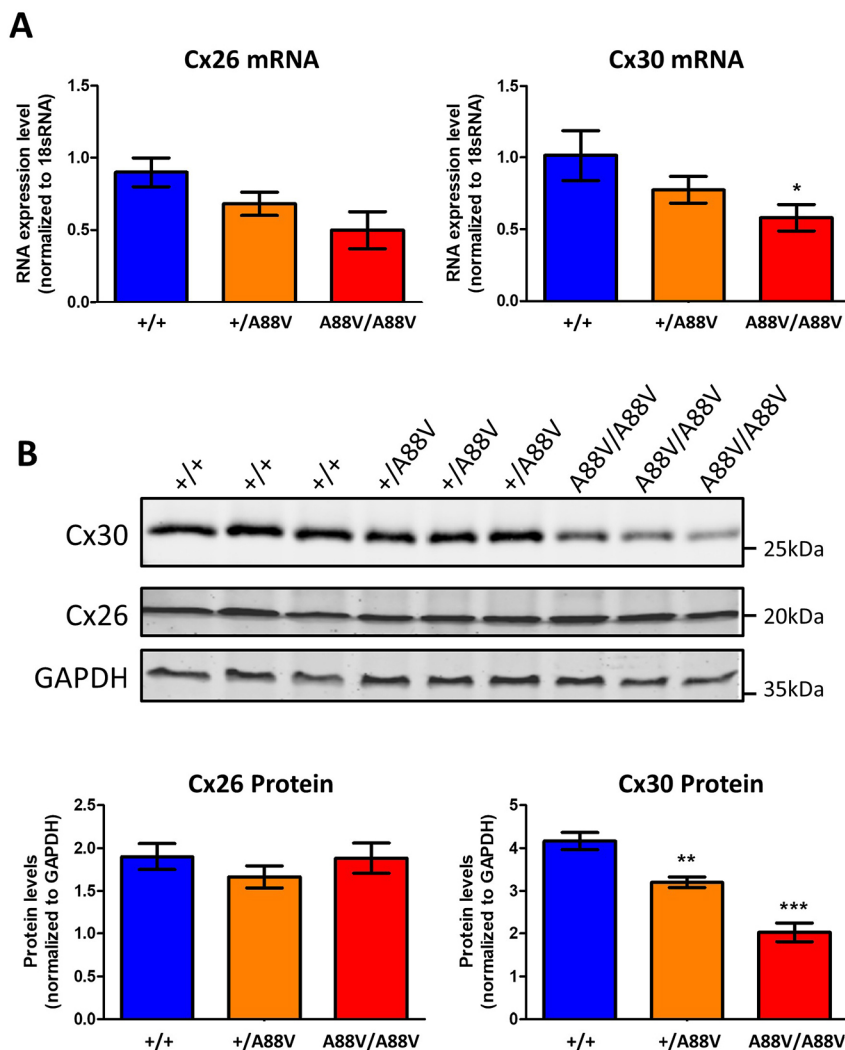 A
Cx26 mRNA
RNA expression level
(normalized to 18sRNA)
1.5
1.0
0.5
0.0
+/+ +/A88V A88V/A88V
Cx30 mRNA
RNA expression level
(normalized to 18sRNA)
1.5
1.0
0.5
0.0
*
+/+ +/A88V A88V/A88V
B
+/+ +/+ +/+ +/A88V +/A88V +/A88V A88V/A88V A88V/A88V A88V/A88V
Cx30
25kDa
Cx26
20kDa
GAPDH
35kDa
Cx26 Protein
Protein levels
(normalized to GAPDH)
2.5
2.0
1.5
1.0
0.5
0.0
+/+ +/A88V A88V/A88V
Cx30 Protein
Protein levels
(normalized to GAPDH)
5
4
3
2
1
0
**
***
+/+ +/A88V A88V/A88V